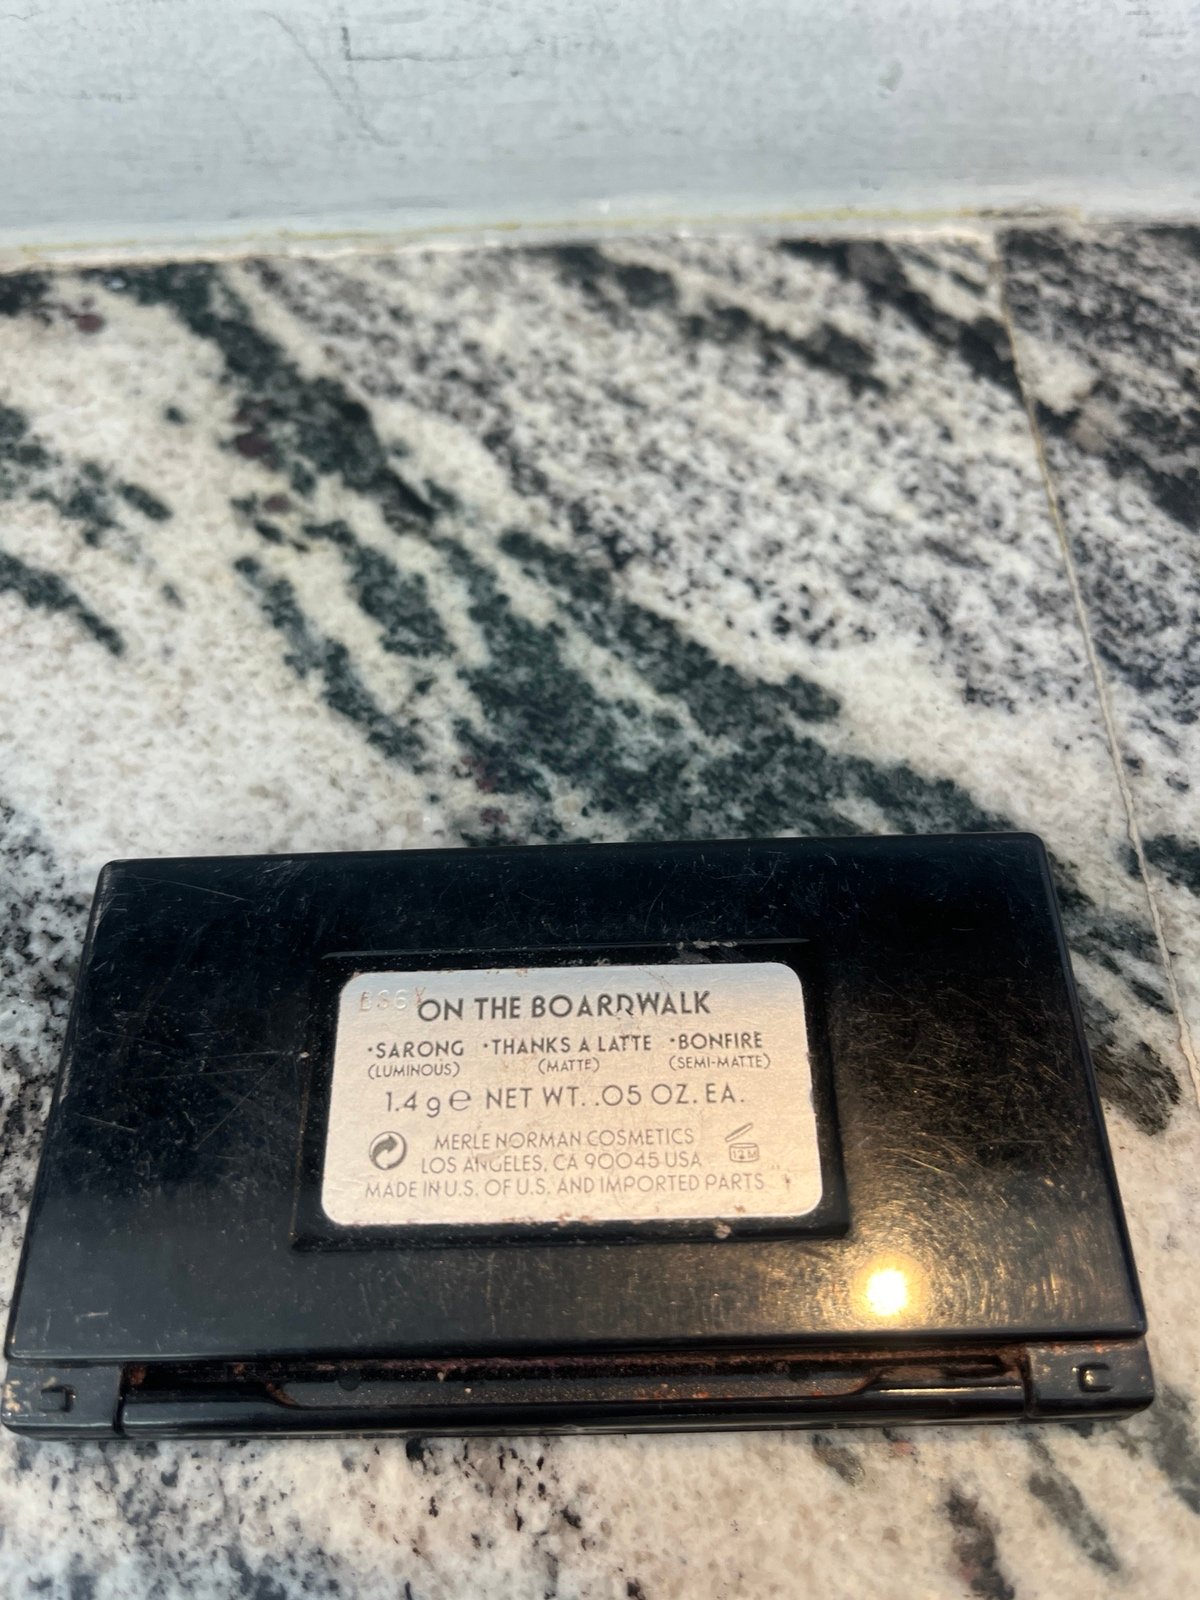 ON THE BOARDWALK
•SARONG •THANKS A LATTE •BONFIRE
(LUMINOUS) (MATTE) (SEMI-MATTE)
1.4 g ℮ NET WT. .05 OZ. EA.
MERLE NORMAN COSMETICS
LOS ANGELES, CA 90045 USA
12M
MADE IN U.S. OF U.S. AND IMPORTED PARTS